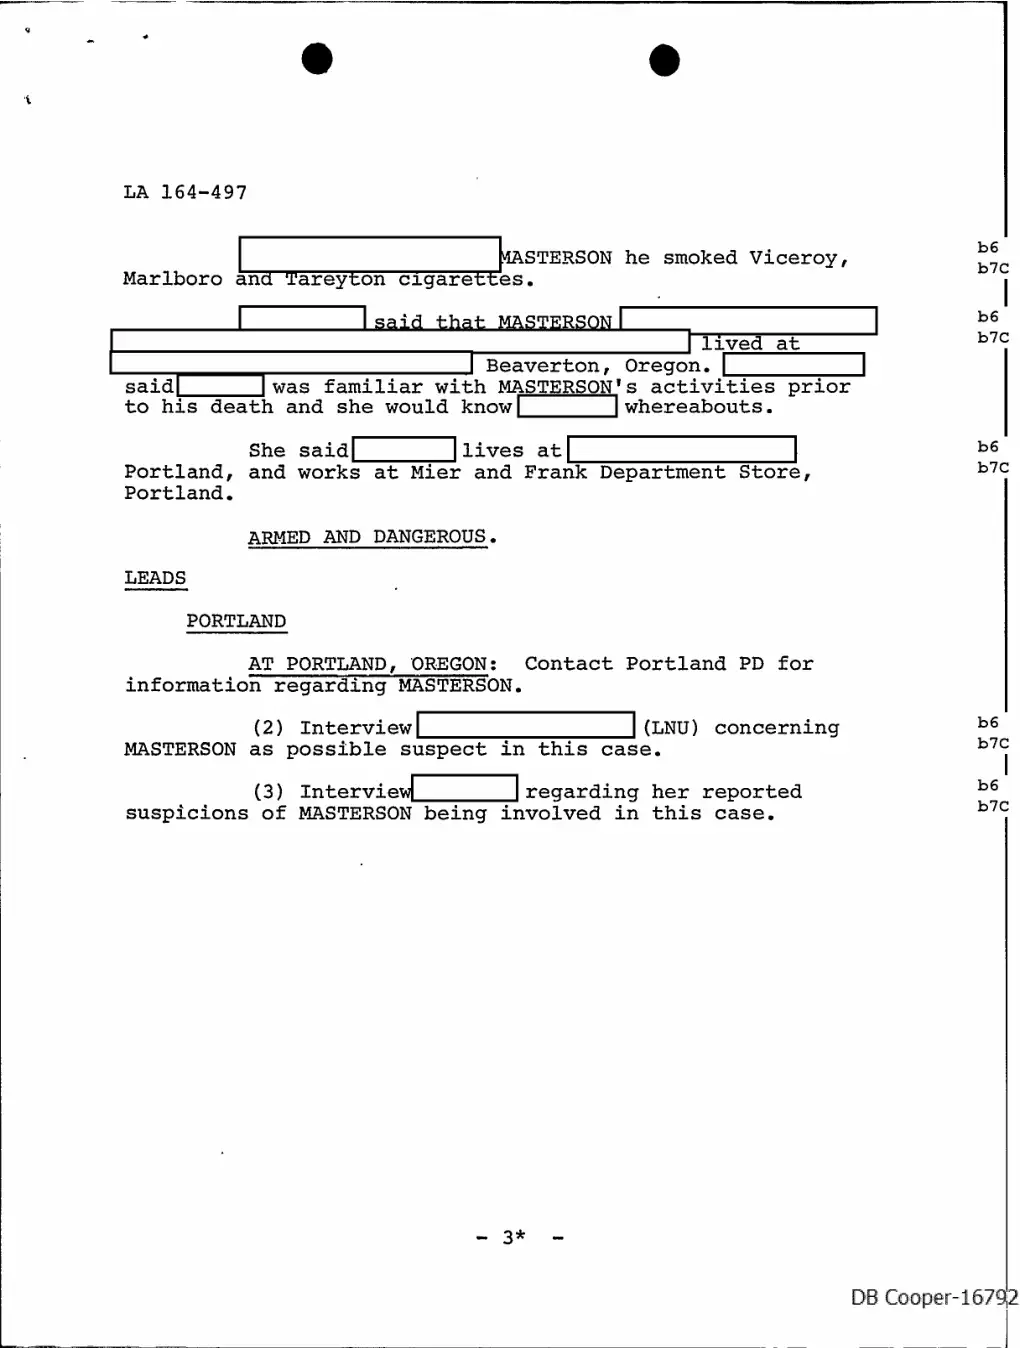 LA 164-497
MASTERSON he smoked Viceroy,
b6
Marlboro and Tareyton cigarettes.
b7C
said that MASTERSON
b6
lived at
b7C
Beaverton, Oregon.
said was familiar with MASTERSON's activities prior
to his death and she would know whereabouts.
She said lives at
b6
Portland, and works at Mier and Frank Department Store,
b7C
Portland.
ARMED AND DANGEROUS.
LEADS
PORTLAND
AT PORTLAND, OREGON: Contact Portland PD for
information regarding MASTERSON.
(2) Interview (LNU) concerning
b6
MASTERSON as possible suspect in this case.
b7C
(3) Interview regarding her reported
b6
suspicions of MASTERSON being involved in this case.
b7C
- 3* -
DB Cooper-16792